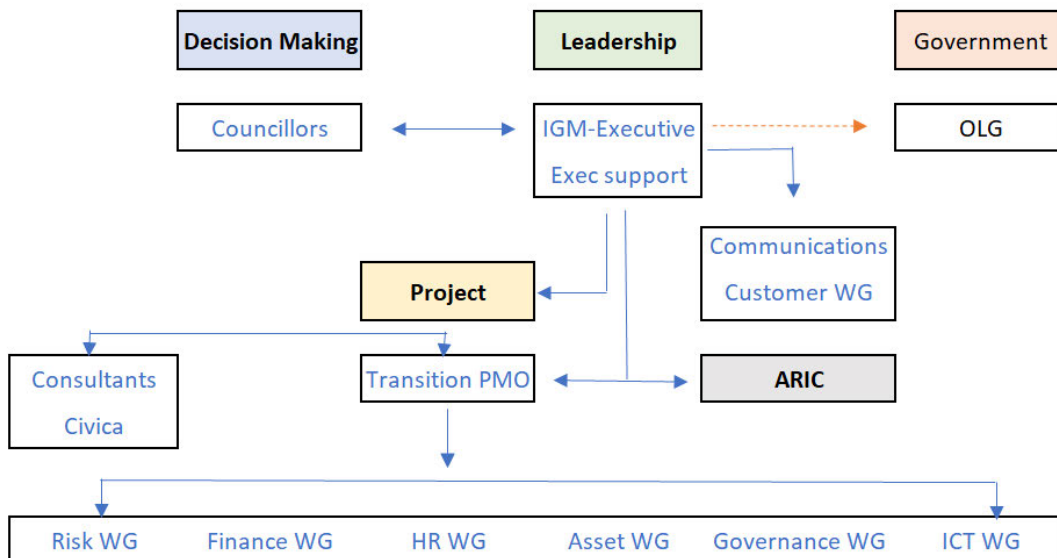 Decision Making
Leadership
Government
Councillors
IGM-Executive
Exec support
OLG
Communications
Customer WG
Project
Consultants
Civica
Transition PMO
ARIC
Risk WG Finance WG HR WG Asset WG Governance WG ICT WG